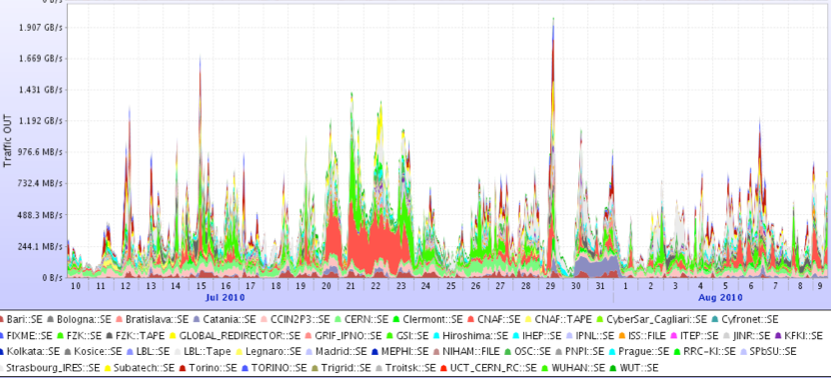 0 GB/s
1.907 GB/s
1.669 GB/s
1.431 GB/s
1.192 GB/s
976.6 MB/s
732.4 MB/s
488.3 MB/s
244.1 MB/s
0 B/s
Traffic OUT
10 11 12 13 14 15 16 17 18 19 20 21 22 23 24 25 26 27 28 29 30 31 1 2 3 4 5 6 7 8 9
Jul 2010 Aug 2010
Bari::SE Bologna::SE Bratislava::SE Catania::SE CCIN2P3::SE CERN::SE Clermont::SE CNAF::SE CNAF::TAPE CyberSar_Cagliari::SE Cyfronet::SE
FIXME::SE FZK::SE FZK::TAPE GLOBAL_REDIRECTOR::SE GRIF_IPNO::SE GSI::SE Hiroshima::SE IHEP::SE IPNL::SE ISS::FILE ITEP::SE JINR::SE KFKI::SE
Kolkata::SE Kosice::SE LBL::SE LBL::Tape Legnaro::SE Madrid::SE MEPHI::SE NIHAM::FILE OSC::SE PNPI::SE Prague::SE RRC-KI::SE SPbSU::SE
Strasbourg_IRES::SE Subatech::SE Torino::SE TORINO::SE Trigrid::SE Troitsk::SE UCT_CERN_RC::SE WUHAN::SE WUT::SE